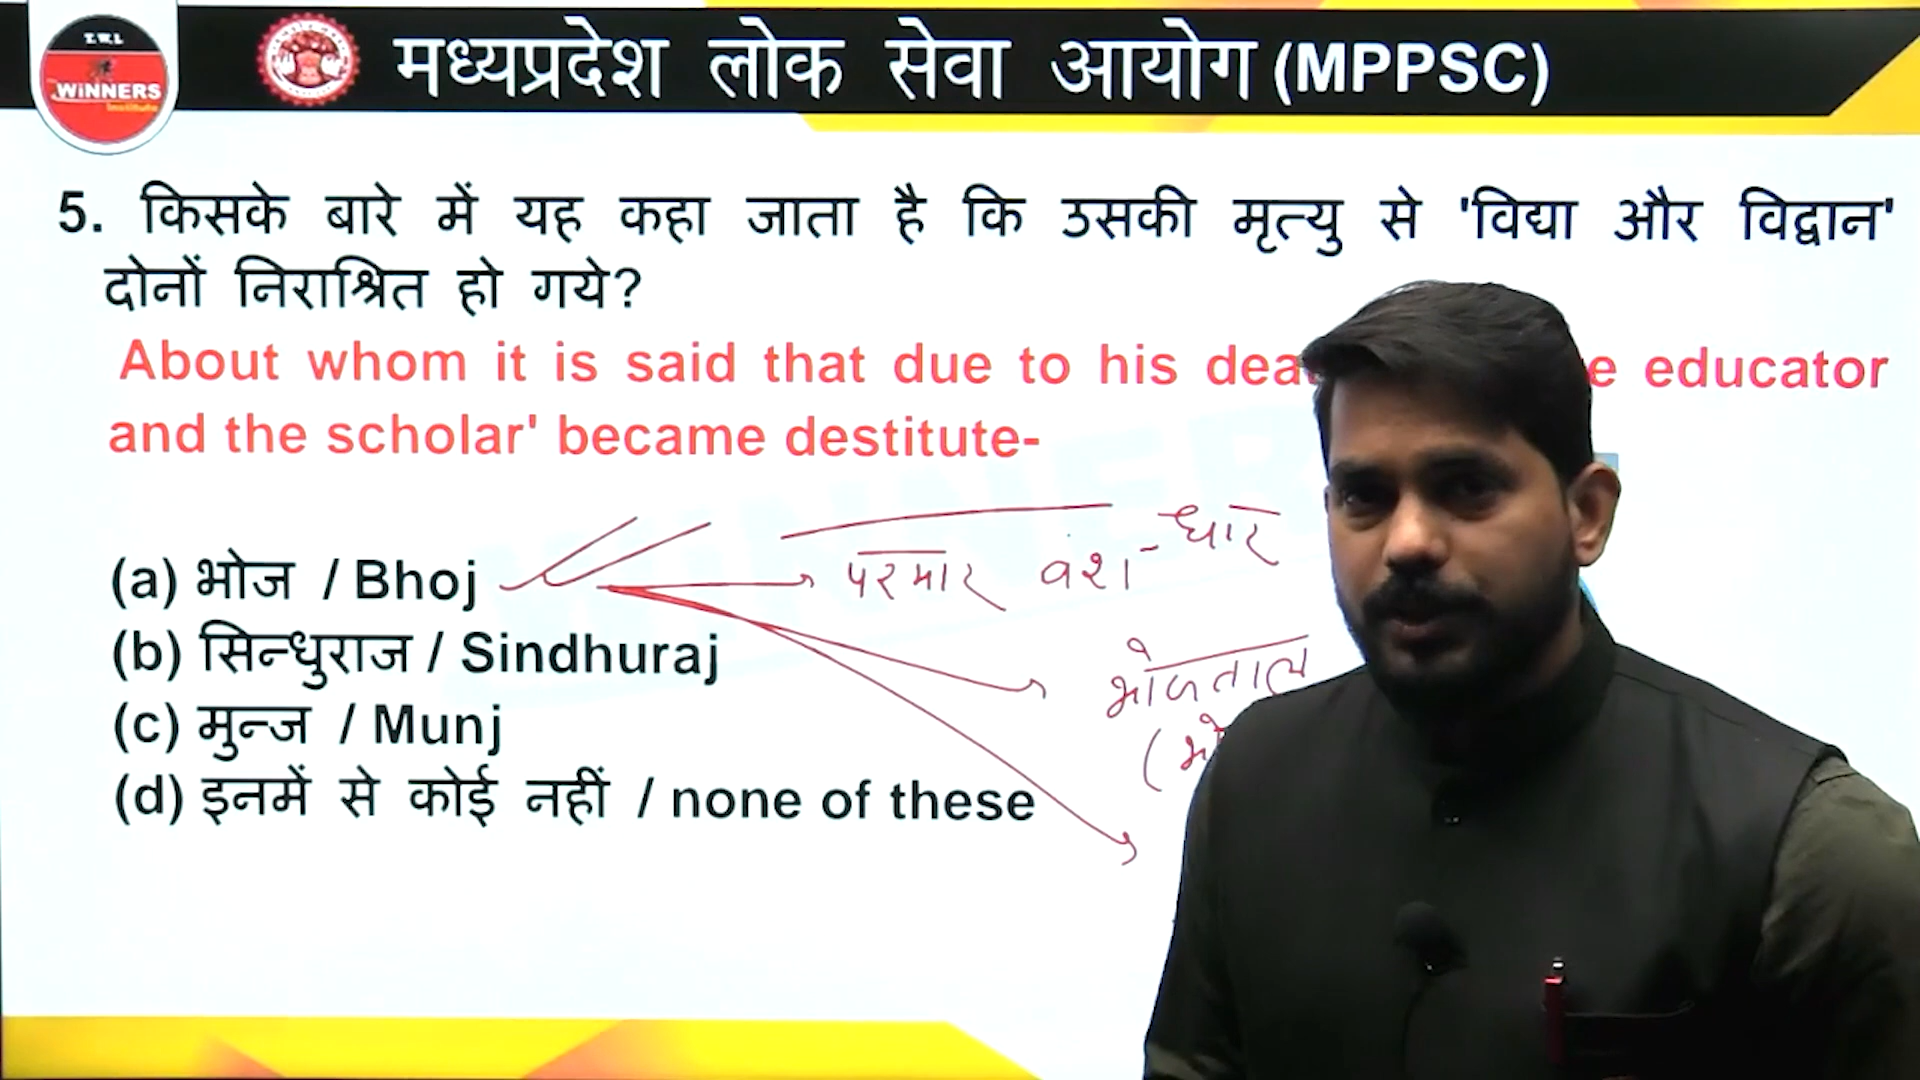 T.W.I.
WINNERS
Institute
मध्यप्रदेश लोक सेवा आयोग (MPPSC)
5. किसके बारे में यह कहा जाता है कि उसकी मृत्यु से 'विद्या और विद्वान'
दोनों निराश्रित हो गये?
About whom it is said that due to his educator
and the scholar' became destitute-
(a) भोज / Bhoj
परमार वंश - धार
(b) सिन्धुराज / Sindhuraj
भोजताल
(c) मुन्ज / Munj
(d) इनमें से कोई नहीं / none of these